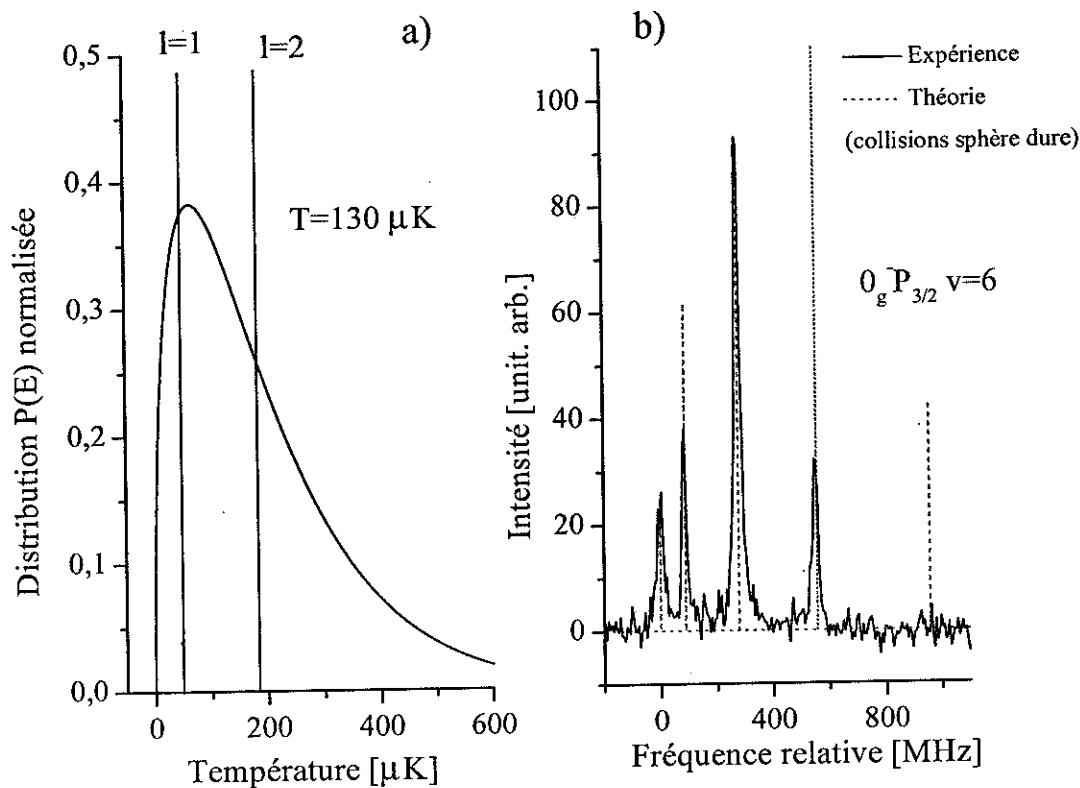 a)
l=1
l=2
0,5
0,4
0,3
0,2
0,1
0,0
Distribution P(E) normalisée
T=130 μK
0
200
400
600
Température [μK]
b)
Expérience
Théorie
(collisions sphère dure)
0g- P3/2 v=6
100
80
60
40
20
0
Intensité [unit. arb.]
0
400
800
Fréquence relative [MHz]